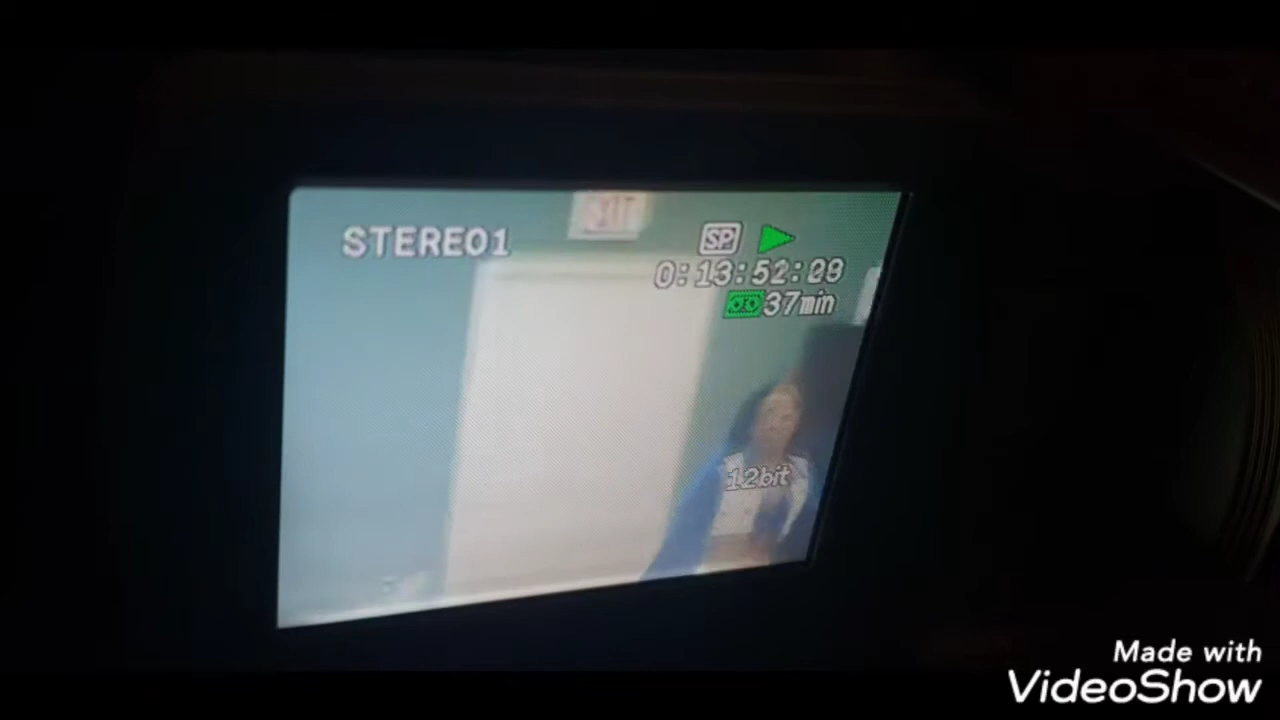 EXIT
STEREO1
SP
0:13:52:28
37min
12bit
Made with
VideoShow